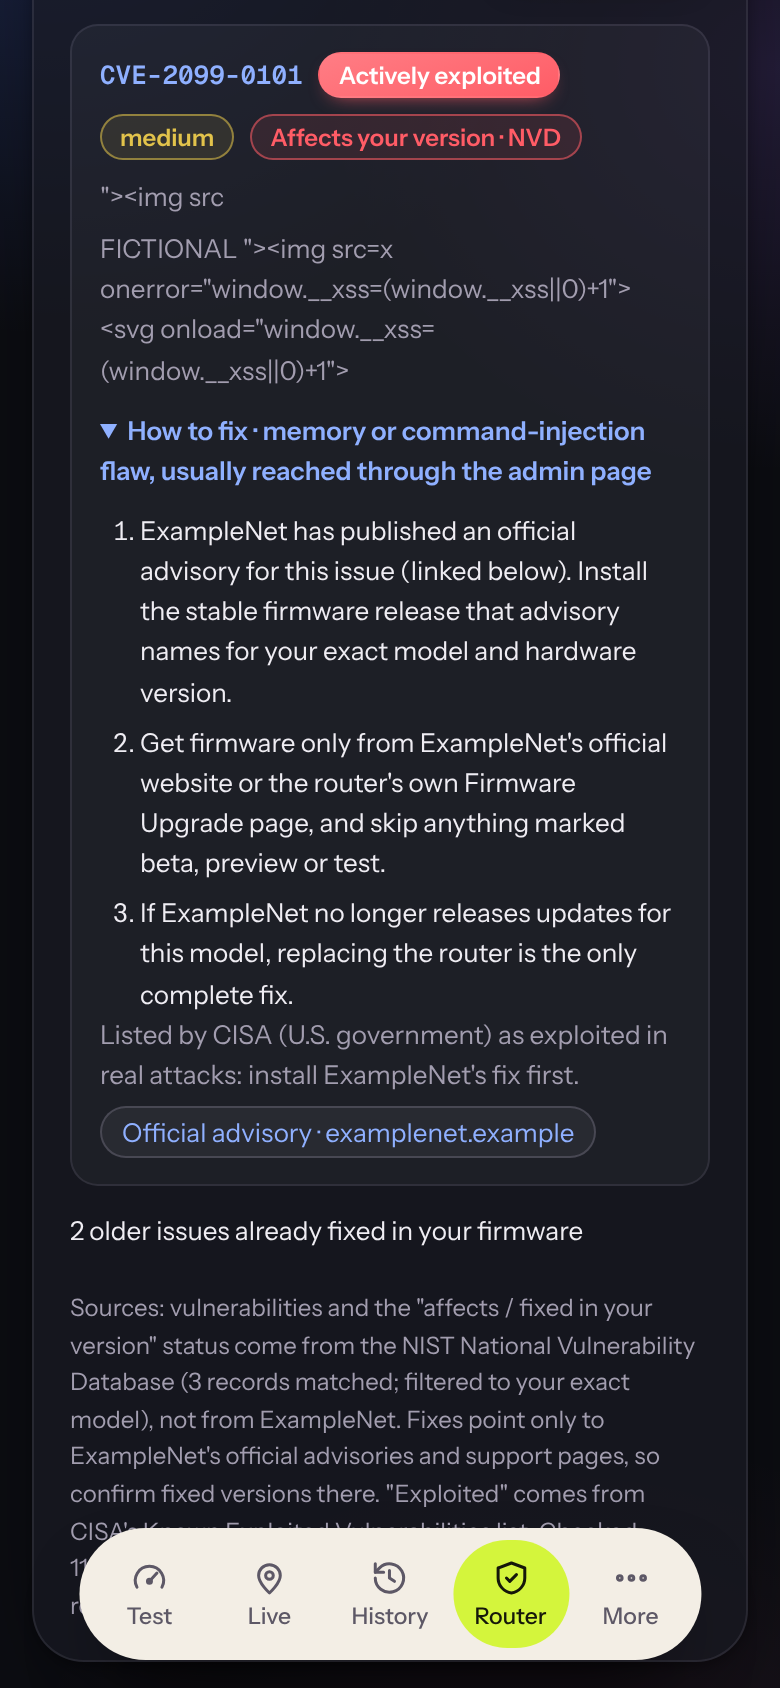 CVE-2099-0101 Actively exploited
medium Affects your version · NVD
"><img src
FICTIONAL "><img src=x
onerror="window.__xss=(window.__xss||0)+1">
<svg onload="window.__xss=
(window.__xss||0)+1">
▼ How to fix · memory or command-injection
flaw, usually reached through the admin page
1. ExampleNet has published an official
advisory for this issue (linked below). Install
the stable firmware release that advisory
names for your exact model and hardware
version.
2. Get firmware only from ExampleNet's official
website or the router's own Firmware
Upgrade page, and skip anything marked
beta, preview or test.
3. If ExampleNet no longer releases updates for
this model, replacing the router is the only
complete fix.
Listed by CISA (U.S. government) as exploited in
real attacks: install ExampleNet's fix first.
Official advisory · examplenet.example
2 older issues already fixed in your firmware
Sources: vulnerabilities and the "affects / fixed in your
version" status come from the NIST National Vulnerability
Database (3 records matched; filtered to your exact
model), not from ExampleNet. Fixes point only to
ExampleNet's official advisories and support pages, so
confirm fixed versions there. "Exploited" comes from
CISA's Known Exploited Vulnerabilities list. Checked
11
Test Live History Router More